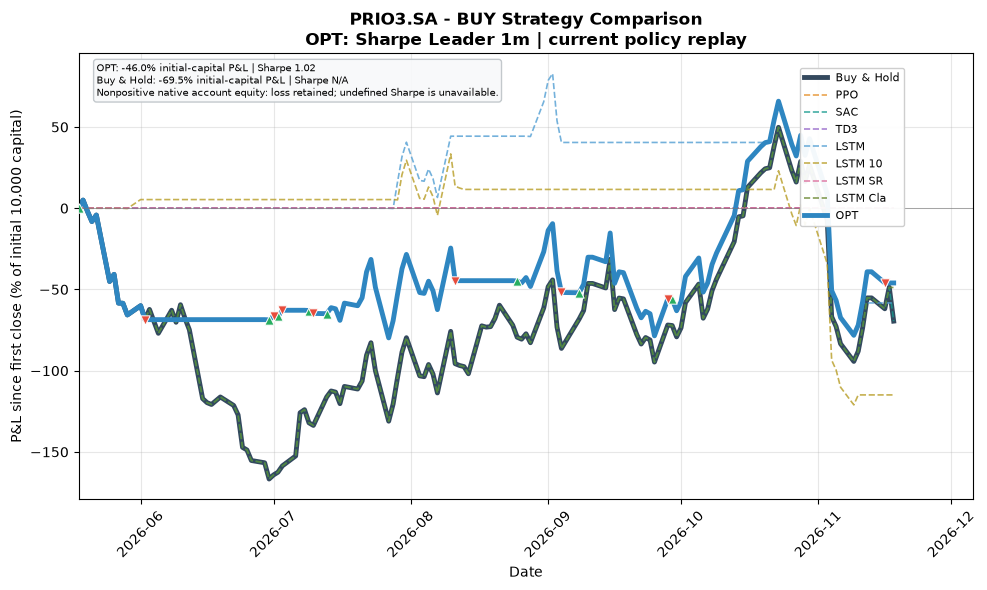 PRIO3.SA - BUY Strategy Comparison
OPT: Sharpe Leader 1m | current policy replay
OPT: -46.0% initial-capital P&L | Sharpe 1.02
Buy & Hold: -69.5% initial-capital P&L | Sharpe N/A
Nonpositive native account equity: loss retained; undefined Sharpe is unavailable.
Buy & Hold
PPO
SAC
TD3
LSTM
LSTM 10
LSTM SR
LSTM Cla
OPT
P&L since first close (% of initial 10,000 capital)
50
0
−50
−100
−150
2026-06
2026-07
2026-08
2026-09
2026-10
2026-11
2026-12
Date